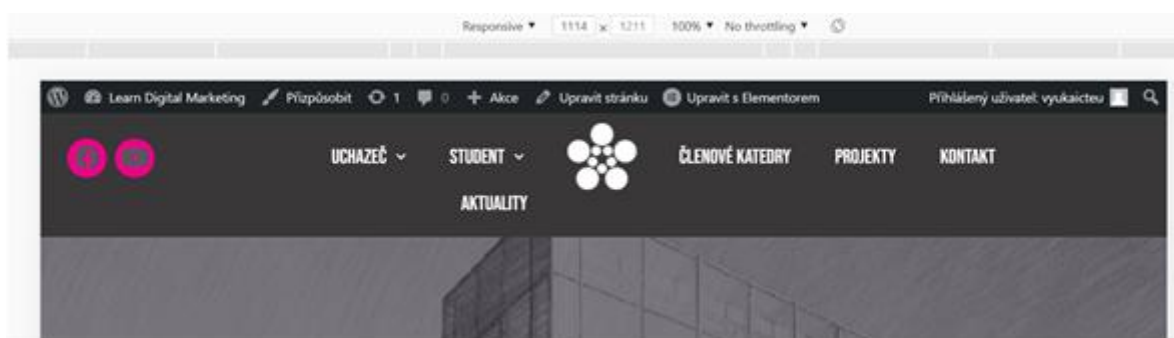 Responsive 1114 x 1211 100% No throttling
Learn Digital Marketing Přizpůsobit 1 0 + Akce Upravit stránku Upravit s Elementorem Přihlášený uživatel: vyukaicteu
UCHAZEČ STUDENT ČLENOVÉ KATEDRY PROJEKTY KONTAKT
AKTUALITY